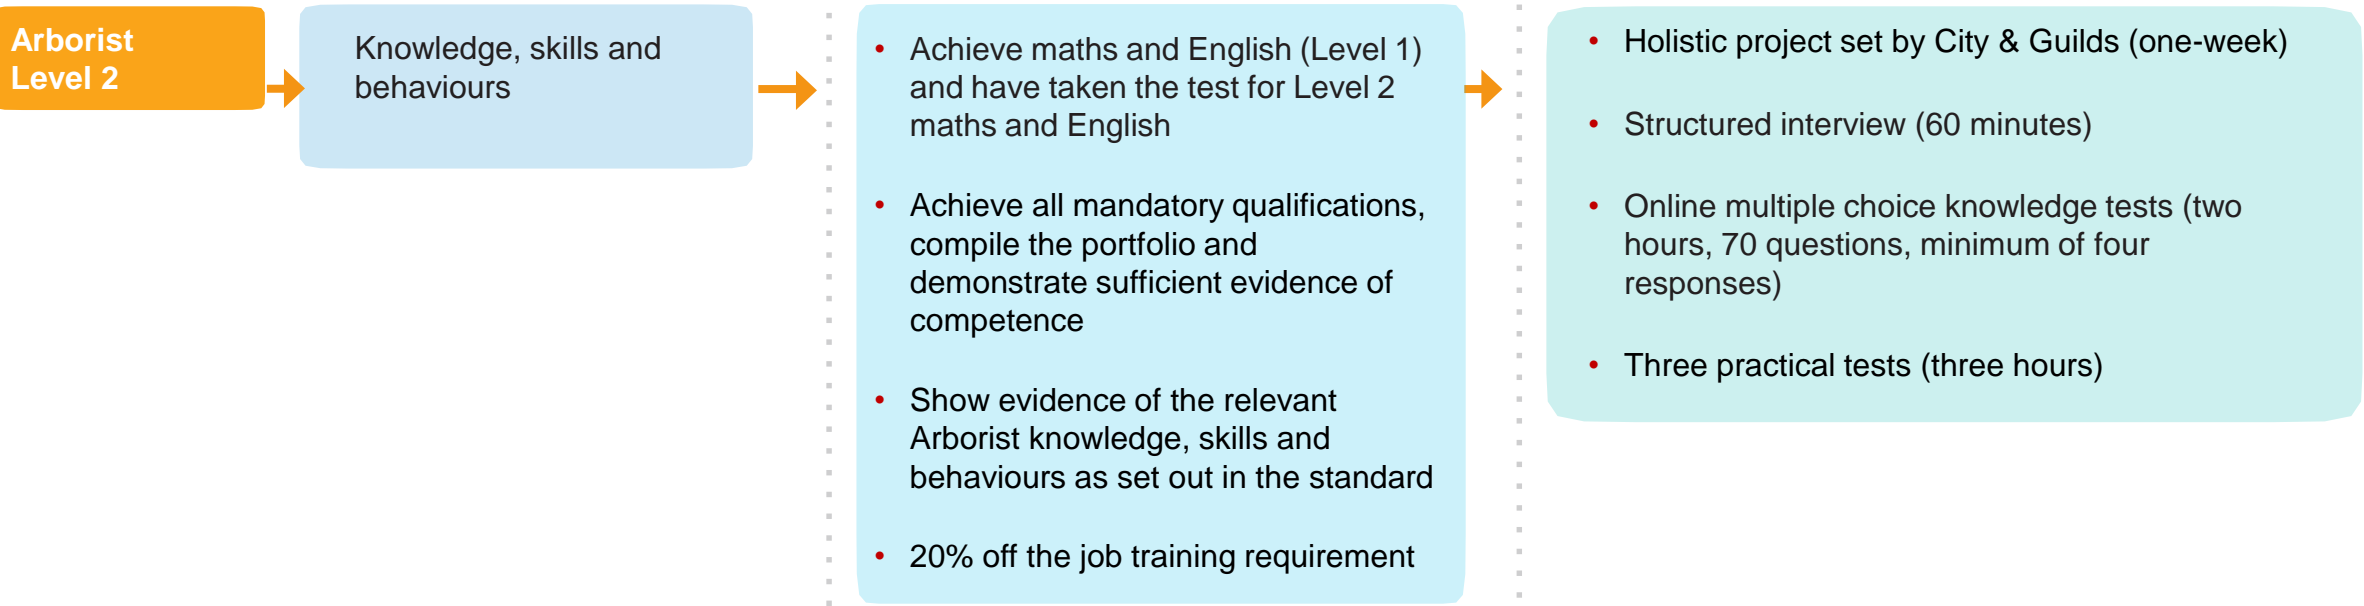 Arborist
Level 2
Knowledge, skills and
behaviours
• Achieve maths and English (Level 1)
and have taken the test for Level 2
maths and English
• Achieve all mandatory qualifications,
compile the portfolio and
demonstrate sufficient evidence of
competence
• Show evidence of the relevant
Arborist knowledge, skills and
behaviours as set out in the standard
• 20% off the job training requirement
• Holistic project set by City & Guilds (one-week)
• Structured interview (60 minutes)
• Online multiple choice knowledge tests (two
hours, 70 questions, minimum of four
responses)
• Three practical tests (three hours)